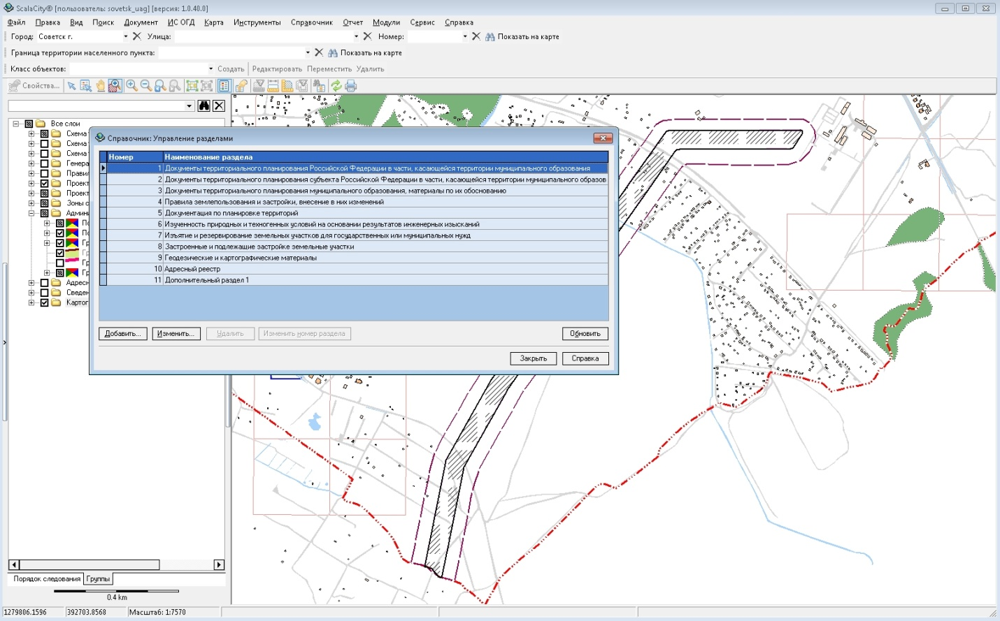 ScalaCity® [пользователь: sovetsk_uag] [версия: 1.0.40.0]
Файл Правка Вид Поиск Документ ИС ОГД Карта Инструменты Справочник Отчет Модули Сервис Справка
Город: Советск г. Улица: Номер: Показать на карте
Граница территории населенного пункта: Показать на карте
Класс объектов: Создать Редактировать Переместить Удалить
Свойства...
Все слои
Схема
Схема
Схема
Генера
Правил
Проект
Проект
Зоны о
Админи
По
По
Гр
Гр
Гр
Гр
Адресн
Сведен
Картог
Справочник: Управление разделами
Номер Наименование раздела
1 Документы территориального планирования Российской Федерации в части, касающейся территории муниципального образования
2 Документы территориального планирования субъекта Российской Федерации в части, касающейся территории муниципального образов
3 Документы территориального планирования муниципального образования, материалы по их обоснованию
4 Правила землепользования и застройки, внесение в них изменений
5 Документация по планировке территорий
6 Изученность природных и техногенных условий на основании результатов инженерных изысканий
7 Изъятие и резервирование земельных участков для государственных или муниципальных нужд
8 Застроенные и подлежащие застройке земельные участки
9 Геодезические и картографические материалы
10 Адресный реестр
11 Дополнительный раздел 1
Добавить... Изменить... Удалить Изменить номер раздела Обновить
Закрыть Справка
Порядок следования Группы
0.4 km
1279806.1596 392703.8568 Масштаб: 1:7570